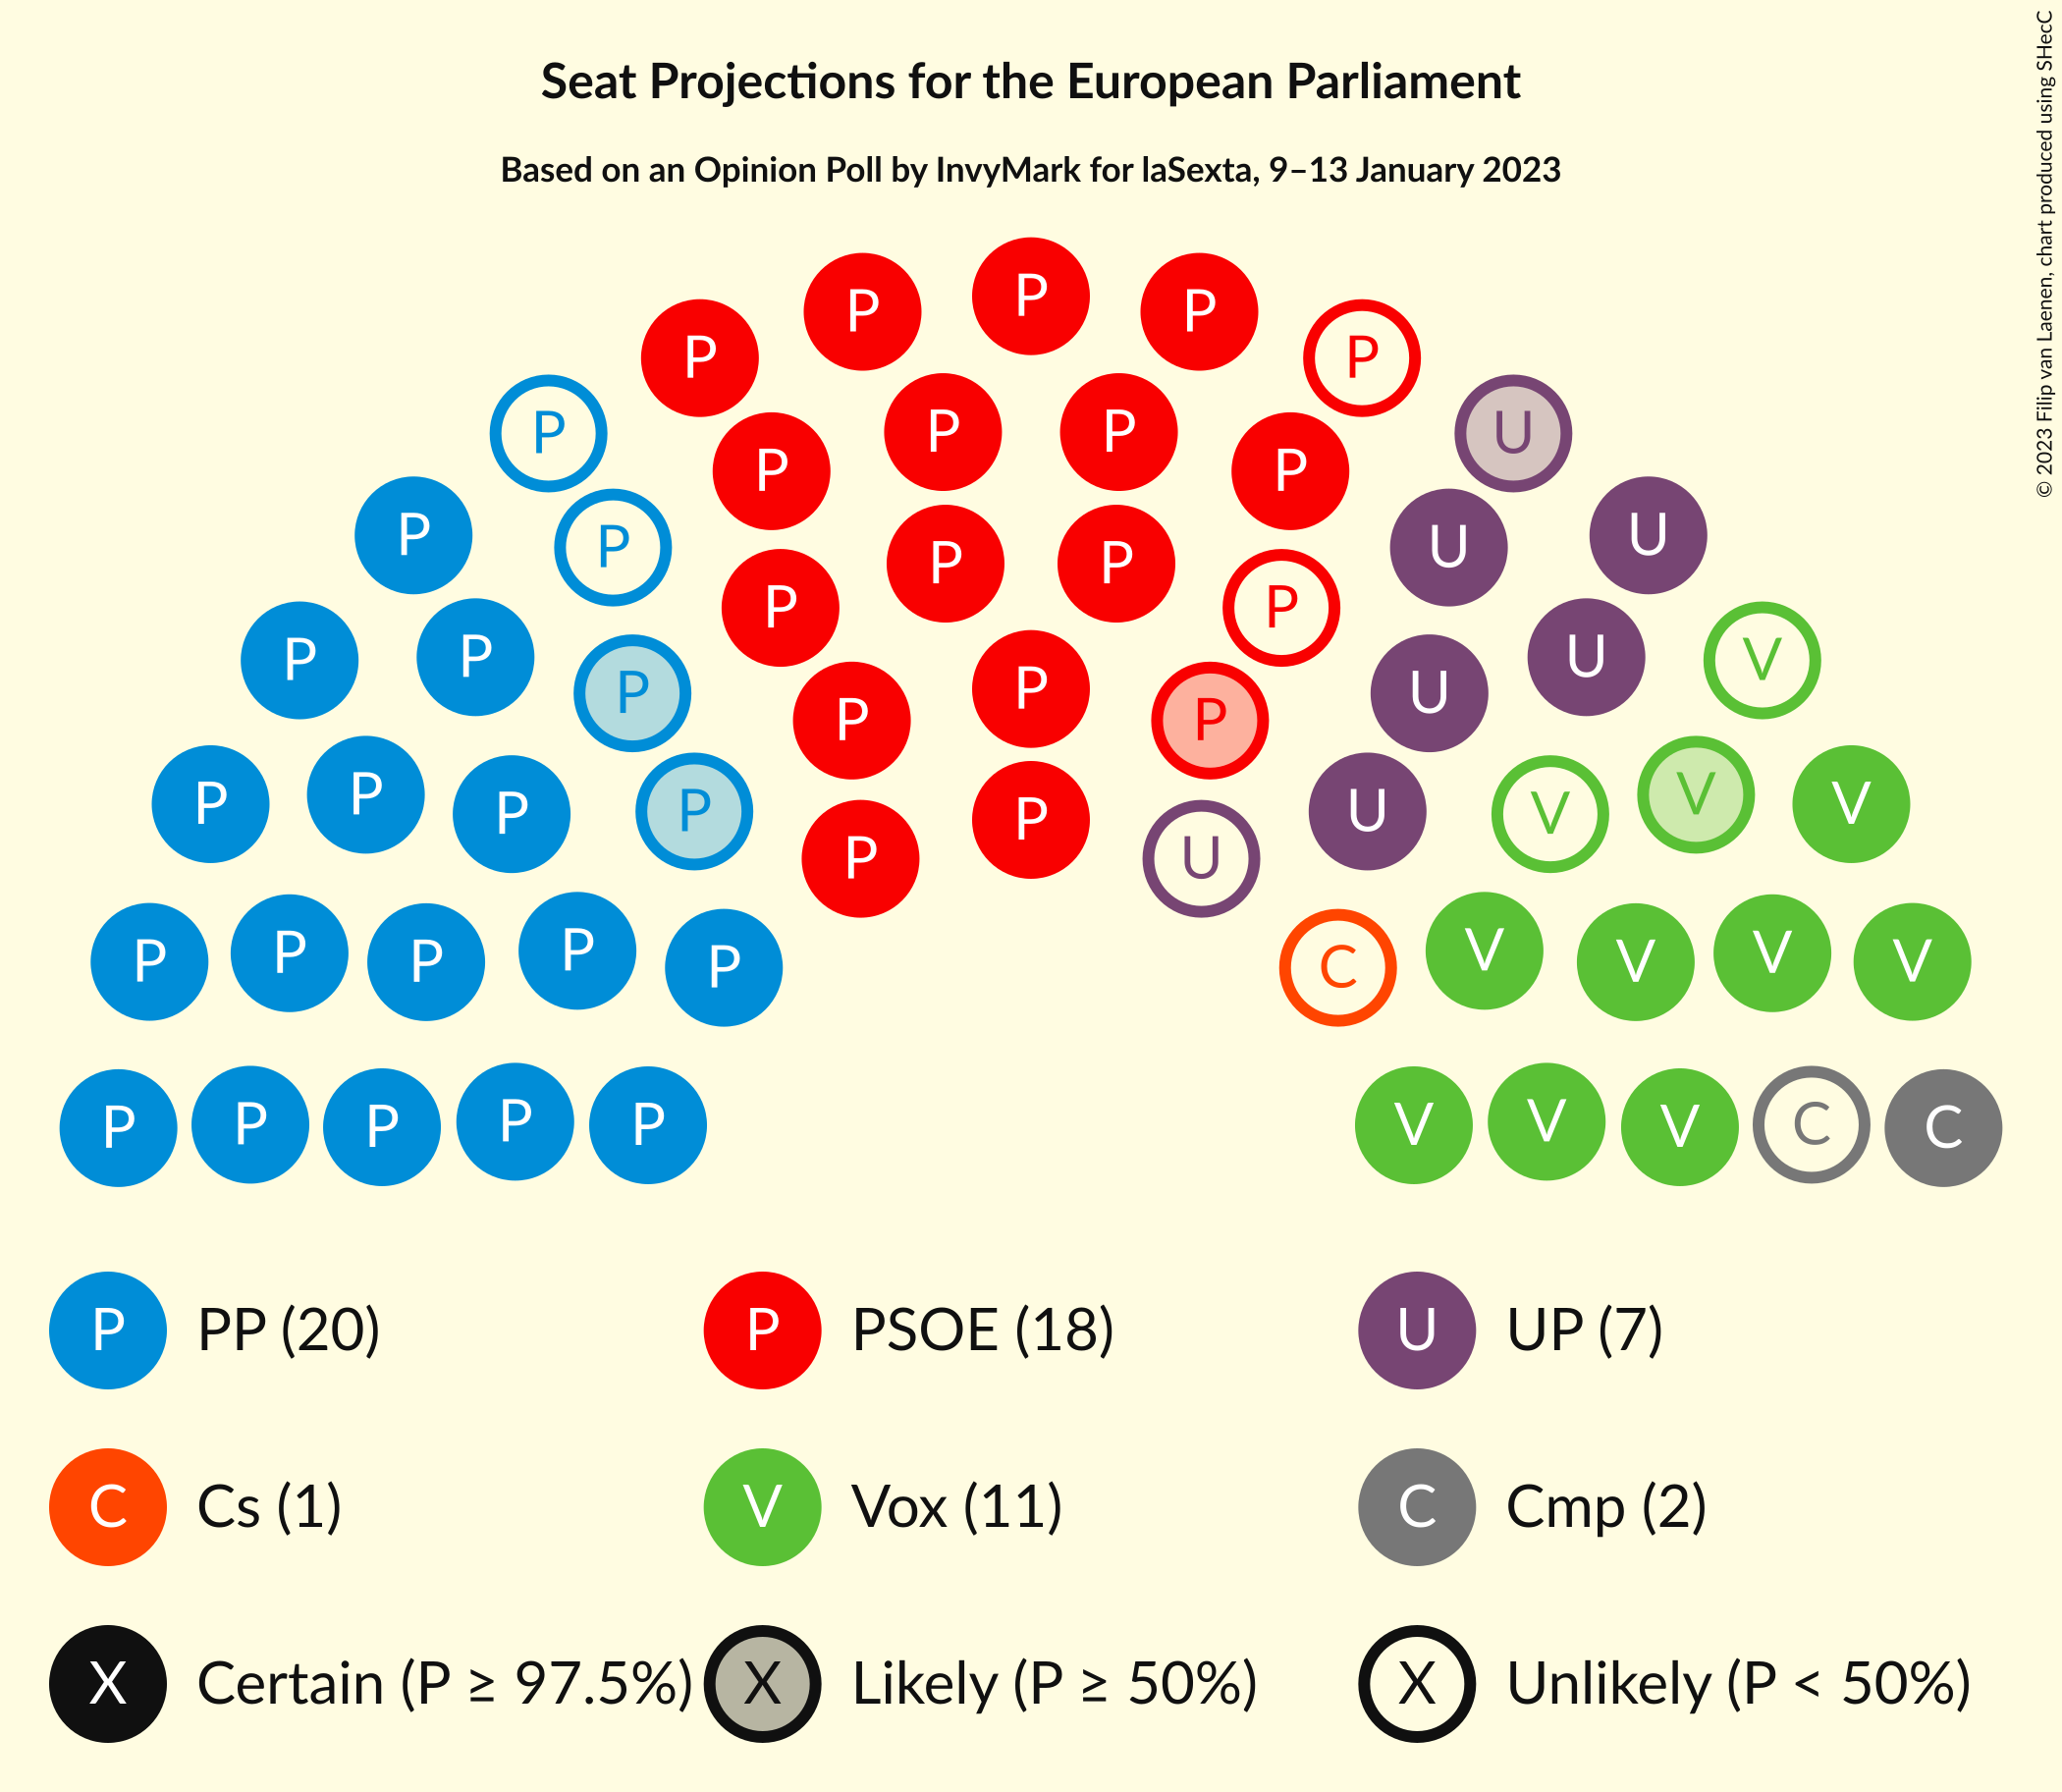 Seat Projections for the European Parliament
Based on an Opinion Poll by InvyMark for laSexta, 9–13 January 2023
© 2023 Filip van Laenen, chart produced using SHecC
P
P P
P P
P P P U
P P
P P P P U U
P P
P P U V
P P U
P P
P P P P P U V V V
P U
P P P P P C V V V V
P P P P P V V V C C
P PP (20) P PSOE (18) U UP (7)
C Cs (1) V Vox (11) C Cmp (2)
X Certain (P ≥ 97.5%) X Likely (P ≥ 50%) X Unlikely (P < 50%)